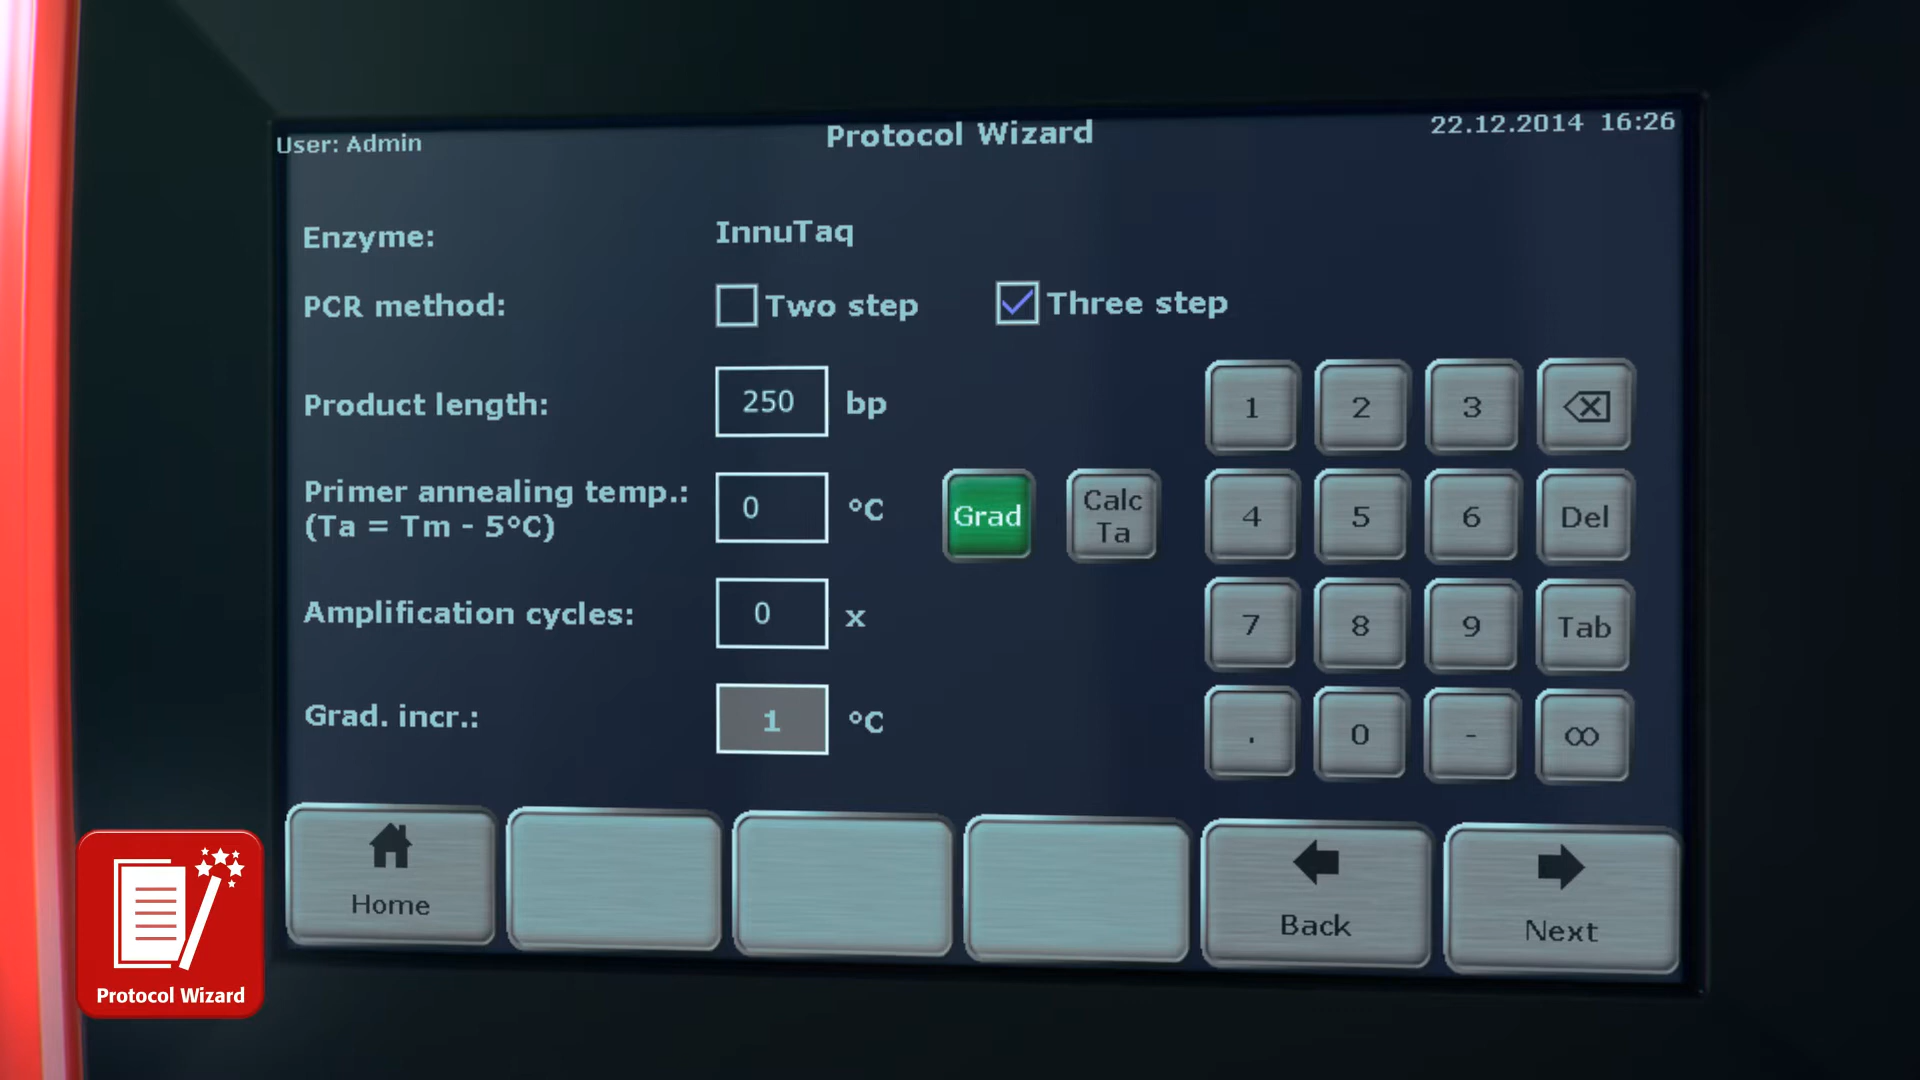 User: Admin
Protocol Wizard
22.12.2014 16:26
Enzyme:
InnuTaq
PCR method:
Two step
Three step
Product length:
250
bp
Primer annealing temp.:
(Ta = Tm - 5°C)
0
°C
Grad
Calc
Ta
Amplification cycles:
0
x
Grad. incr.:
1
°C
1
2
3
4
5
6
Del
7
8
9
Tab
.
0
-
∞
Home
Back
Next
Protocol Wizard